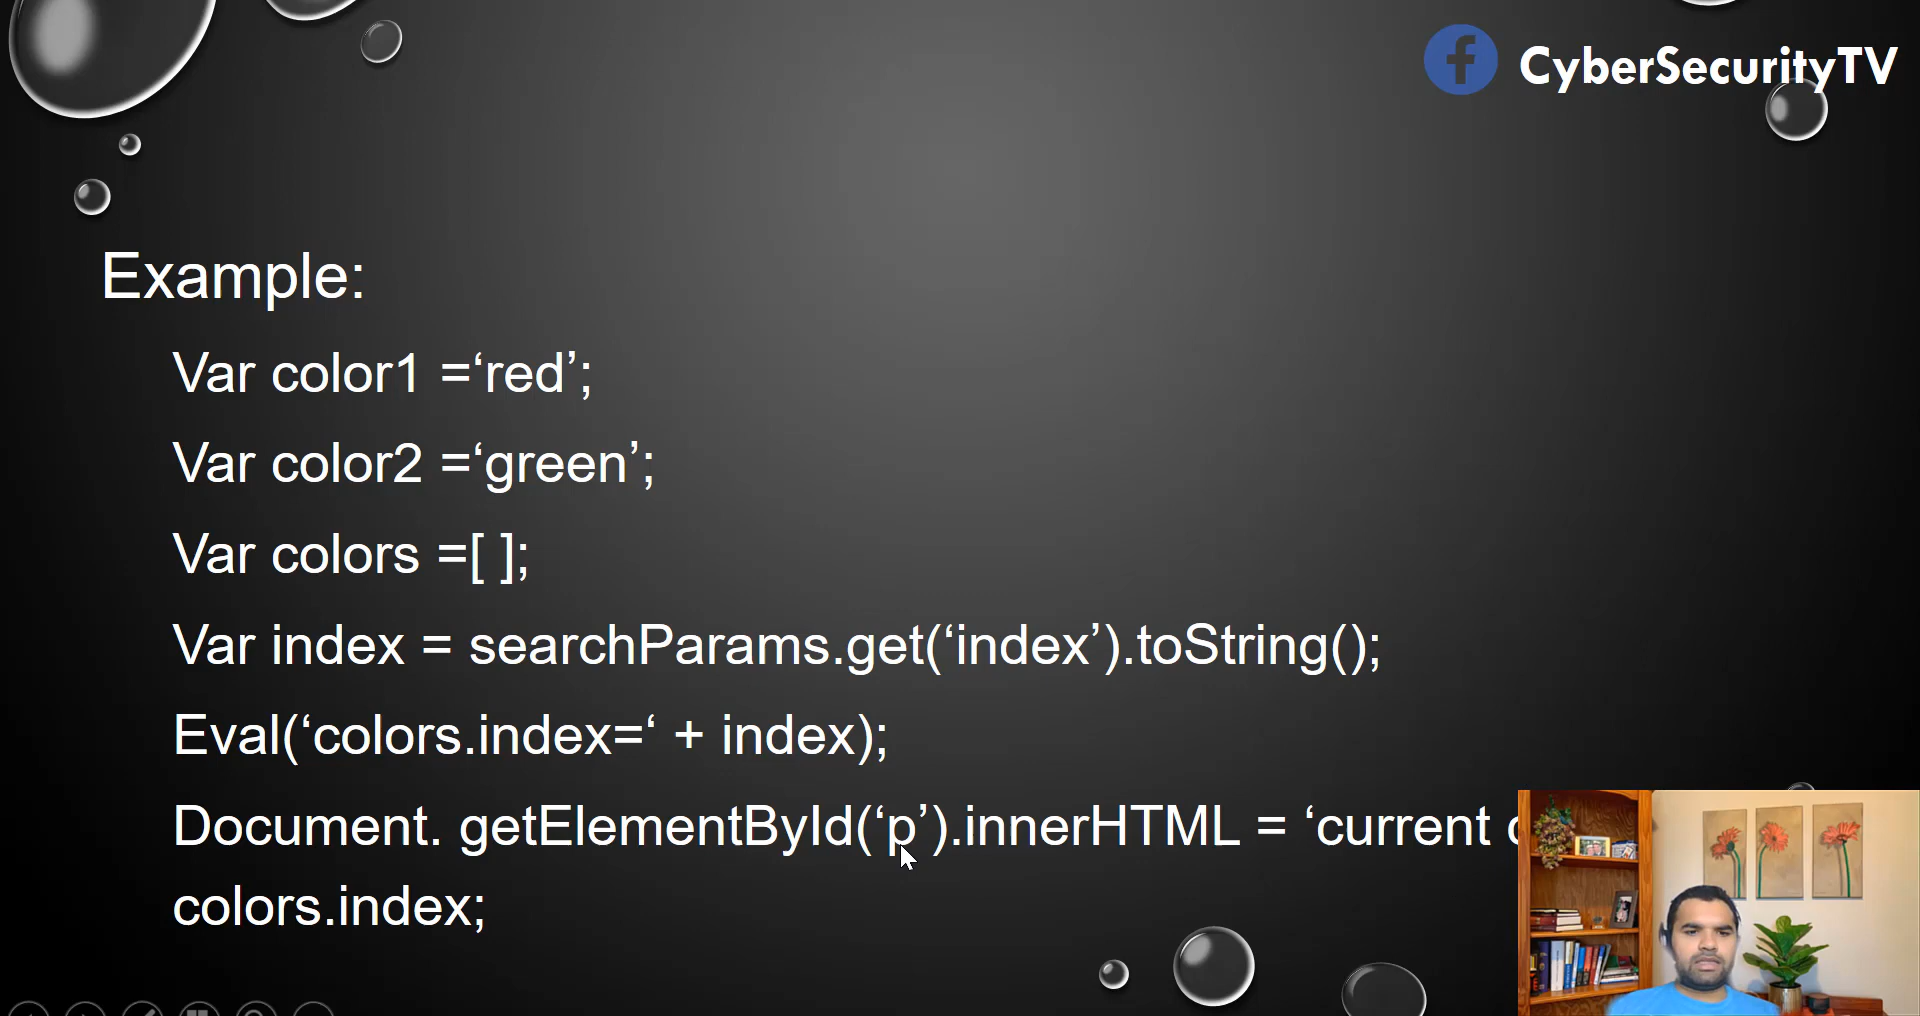 CyberSecurityTV
Example:
Var color1 =‘red’;
Var color2 =‘green’;
Var colors =[ ];
Var index = searchParams.get(‘index’).toString();
Eval(‘colors.index=‘ + index);
Document. getElementById(‘p’).innerHTML = ‘current
colors.index;